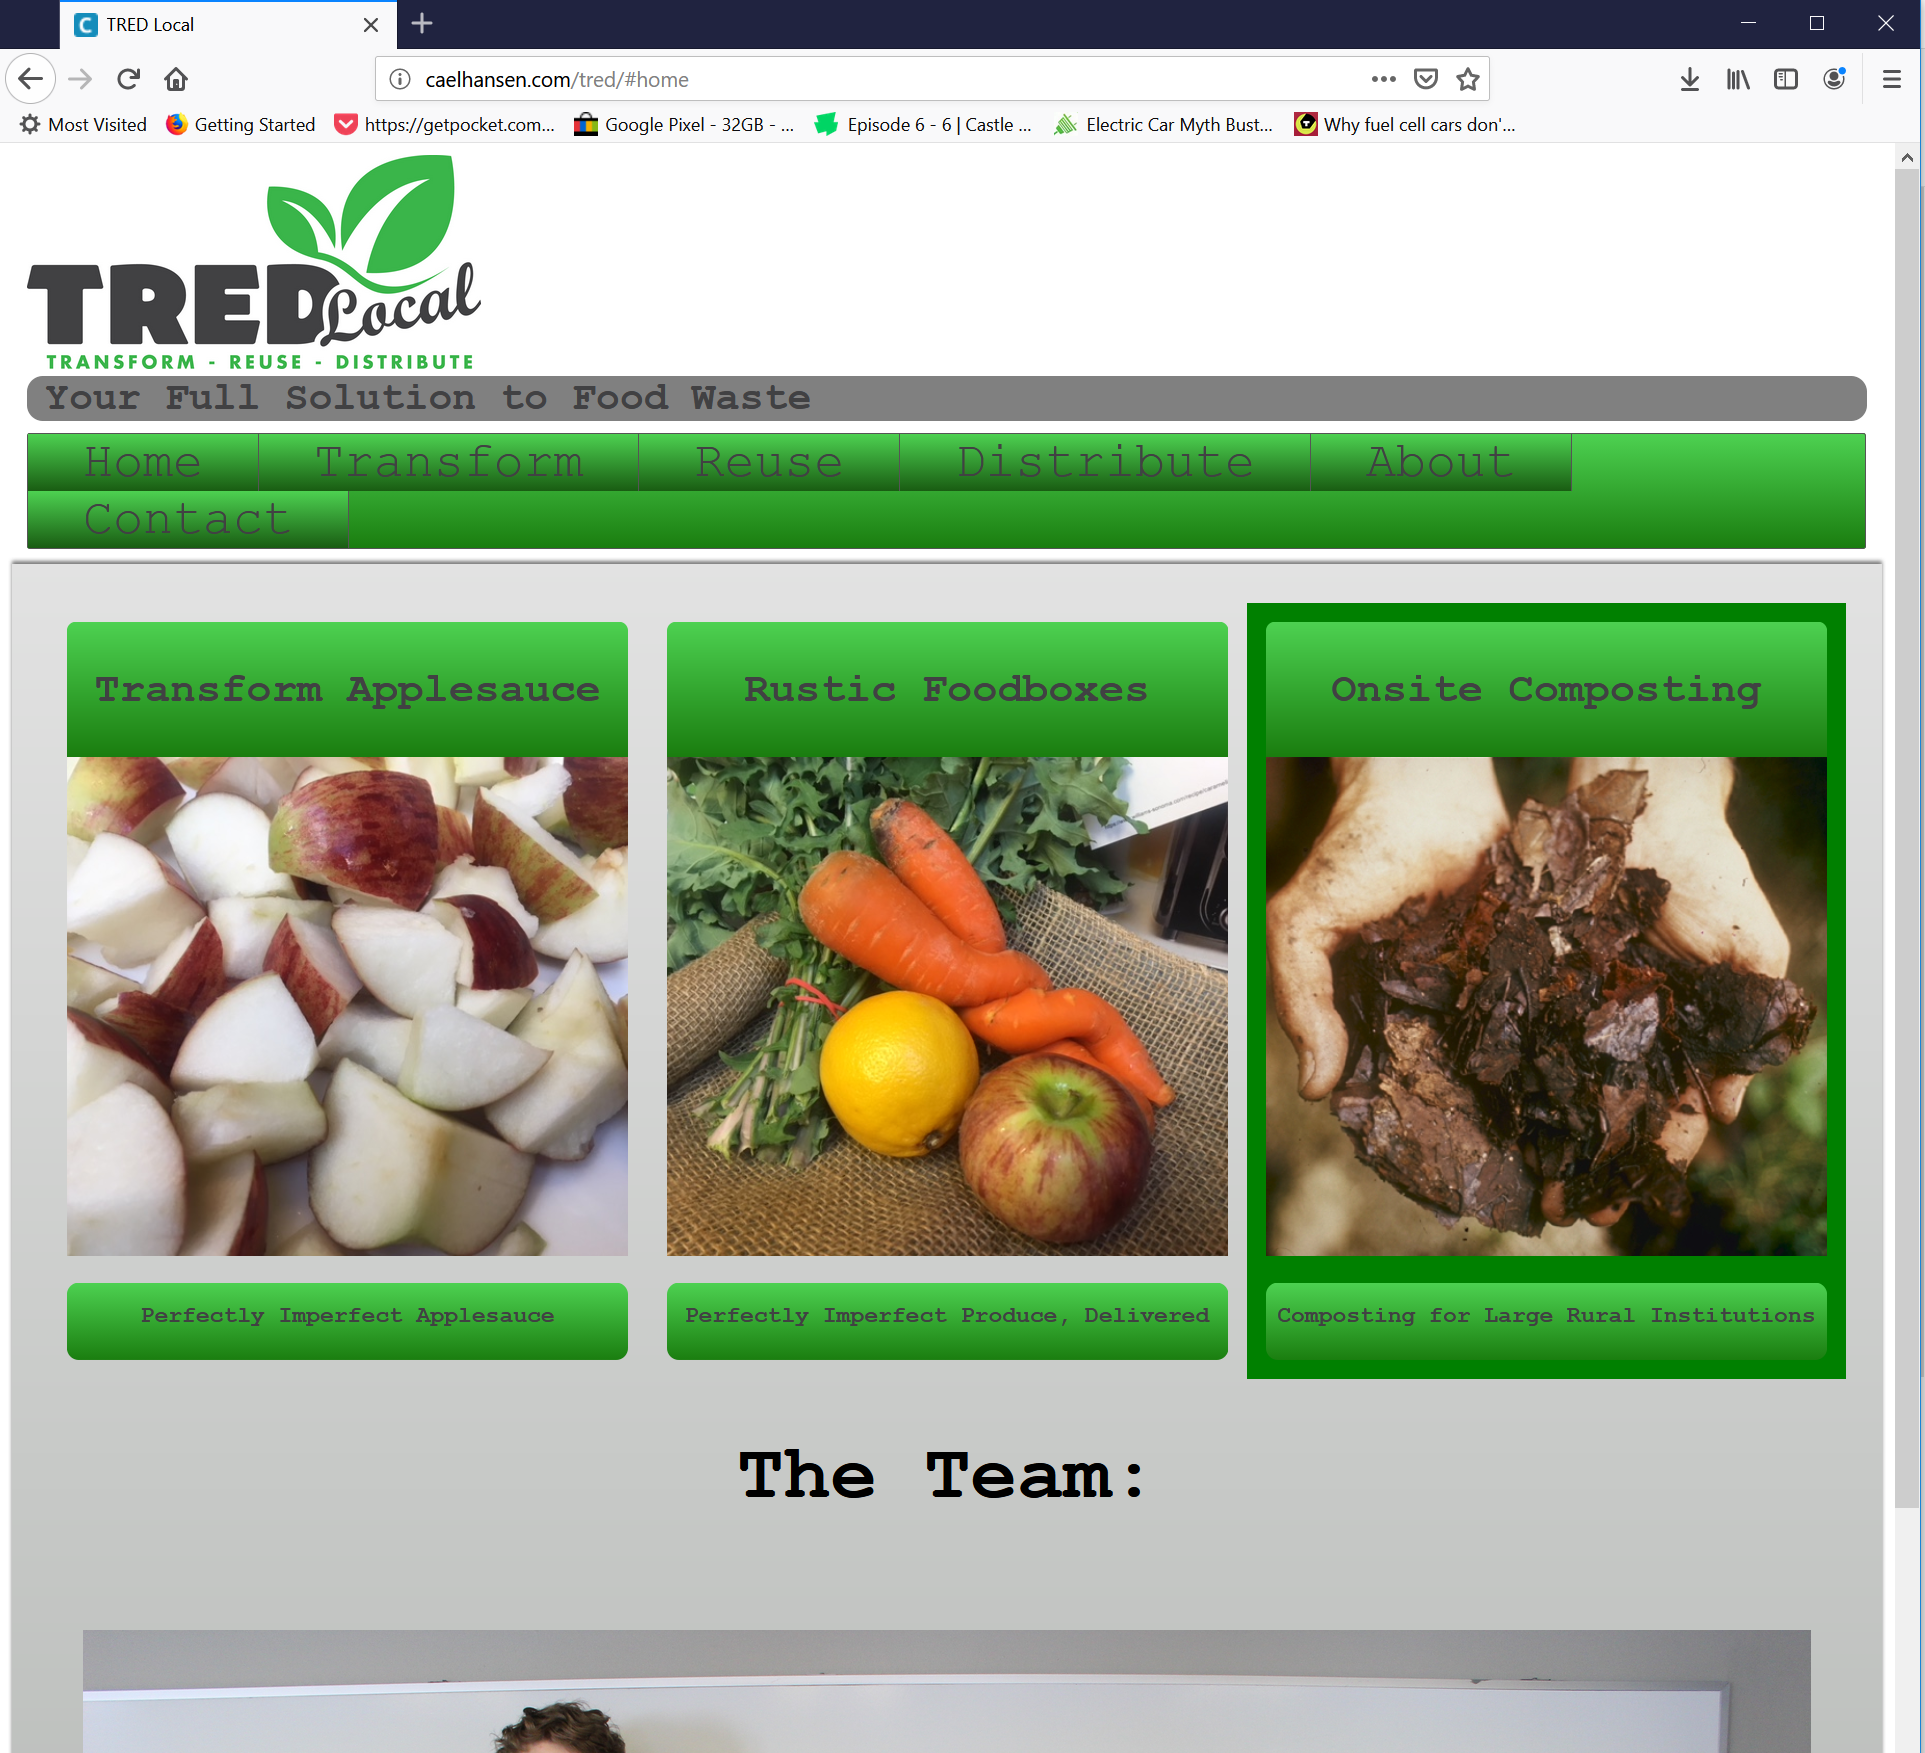 TRED Local
caelhansen.com/tred/#home
Most Visited Getting Started https://getpocket.com... Google Pixel - 32GB - ... Episode 6 - 6 | Castle ... Electric Car Myth Bust... Why fuel cell cars don'...
TRED Local
TRANSFORM - REUSE - DISTRIBUTE
Your Full Solution to Food Waste
Home Transform Reuse Distribute About
Contact
Transform Applesauce
Rustic Foodboxes
Onsite Composting
Perfectly Imperfect Applesauce
Perfectly Imperfect Produce, Delivered
Composting for Large Rural Institutions
The Team: